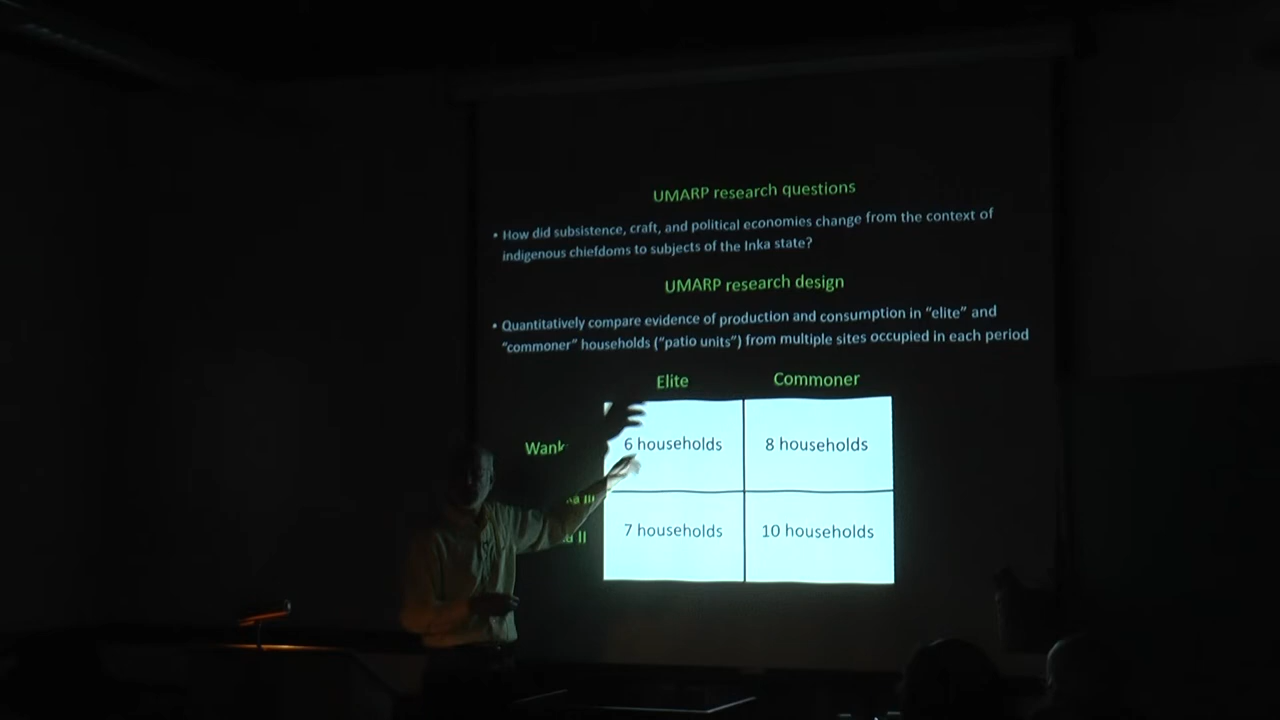 UMARP research questions
• How did subsistence, craft, and political economies change from the context of
indigenous chiefdoms to subjects of the Inka state?
UMARP research design
• Quantitatively compare evidence of production and consumption in “elite” and
“commoner” households (“patio units”) from multiple sites occupied in each period
Elite Commoner
6 households 8 households
7 households 10 households